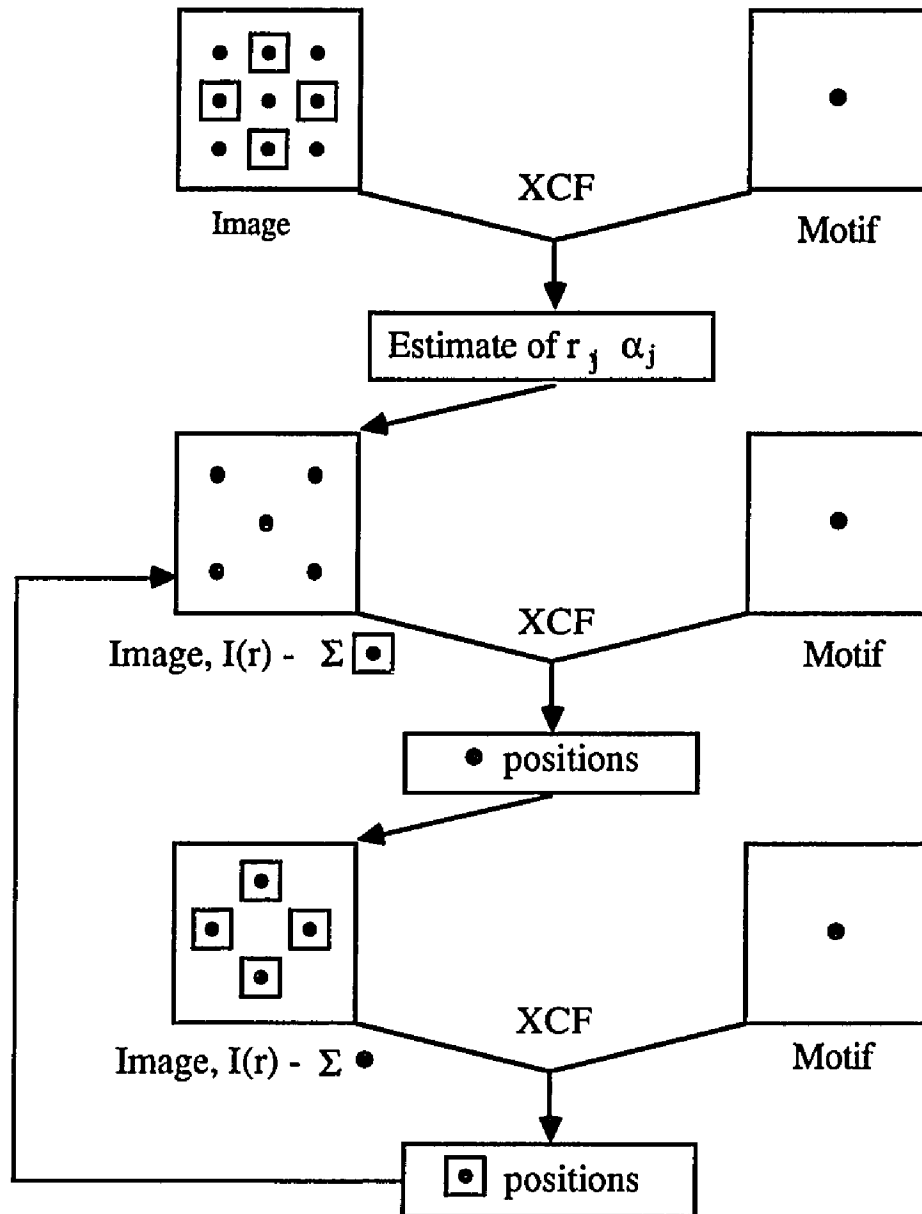 XCF
Image
Motif
Estimate of r j α j
XCF
Image, I(r) - Σ
Motif
positions
XCF
Image, I(r) - Σ
Motif
positions